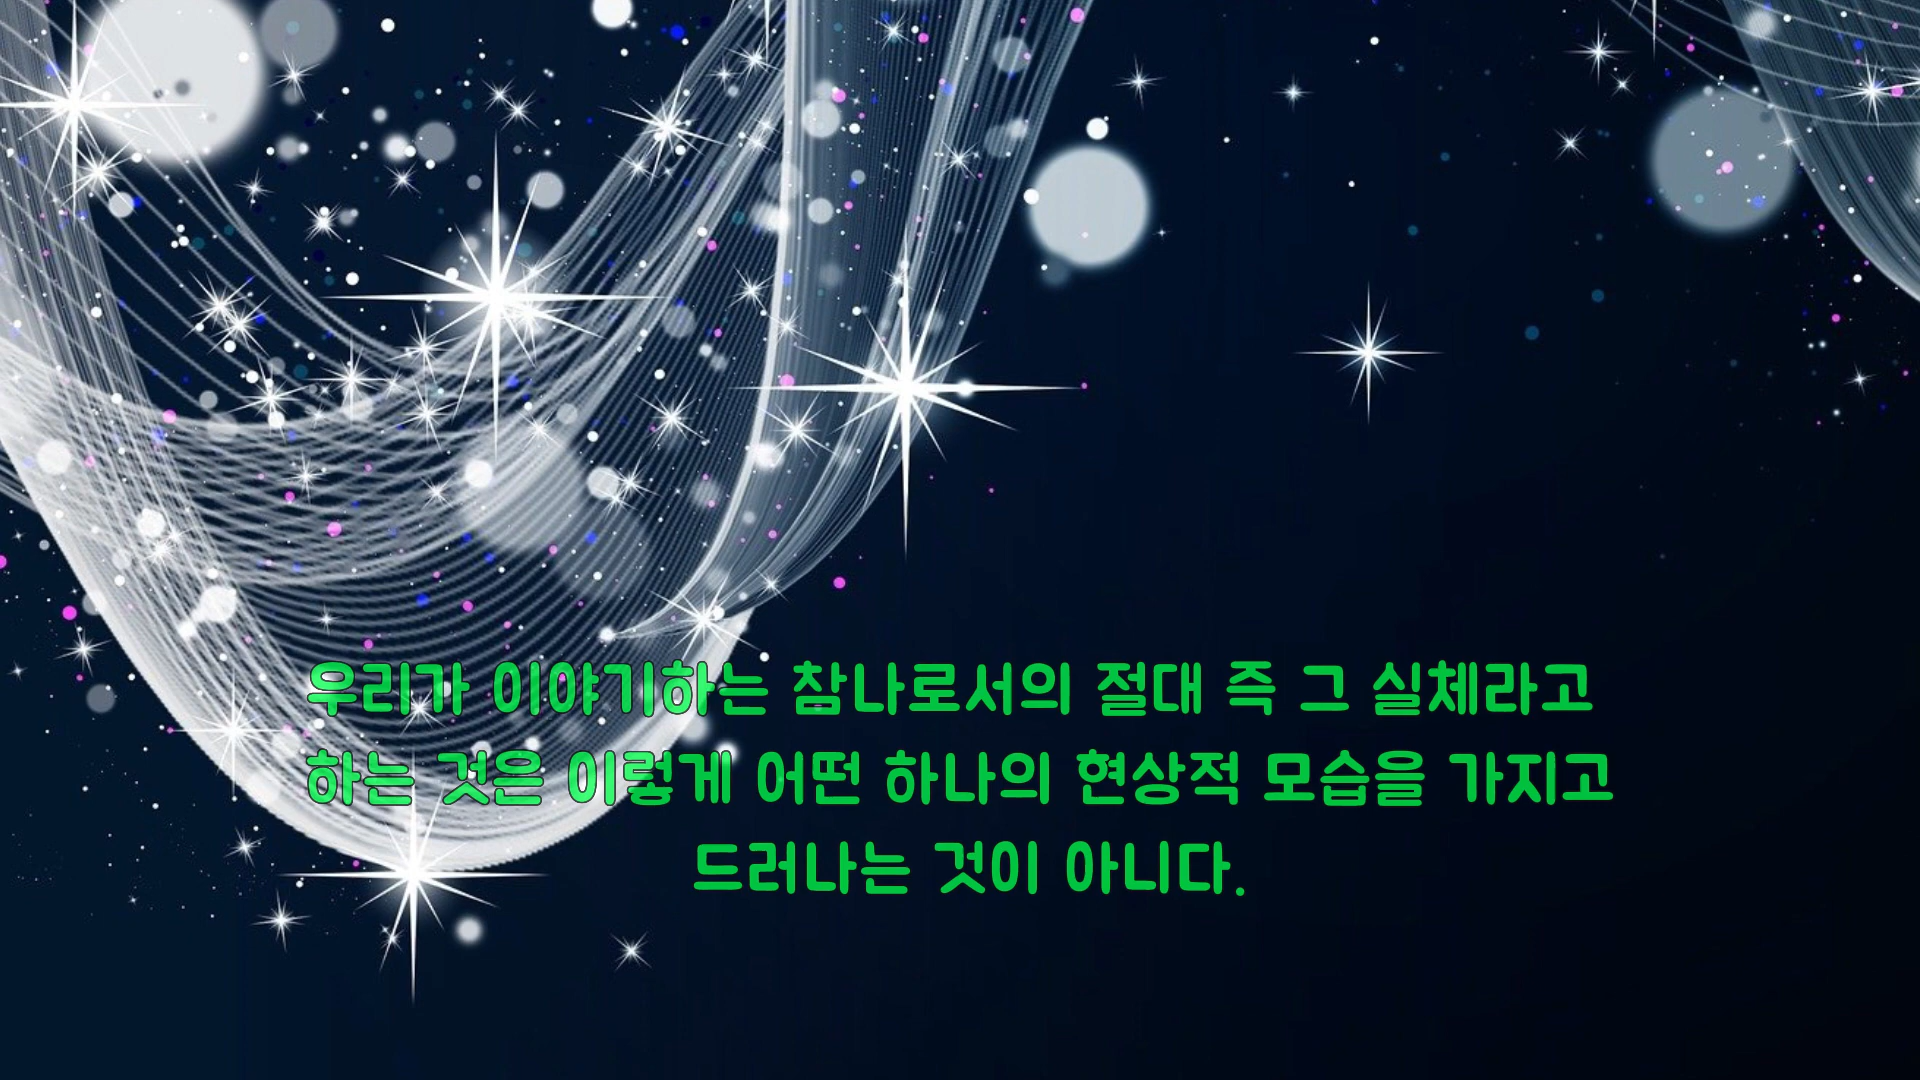 우리가 이야기하는 참나로서의 절대 즉 그 실체라고
하는 것은 이렇게 어떤 하나의 현상적 모습을 가지고
드러나는 것이 아니다.